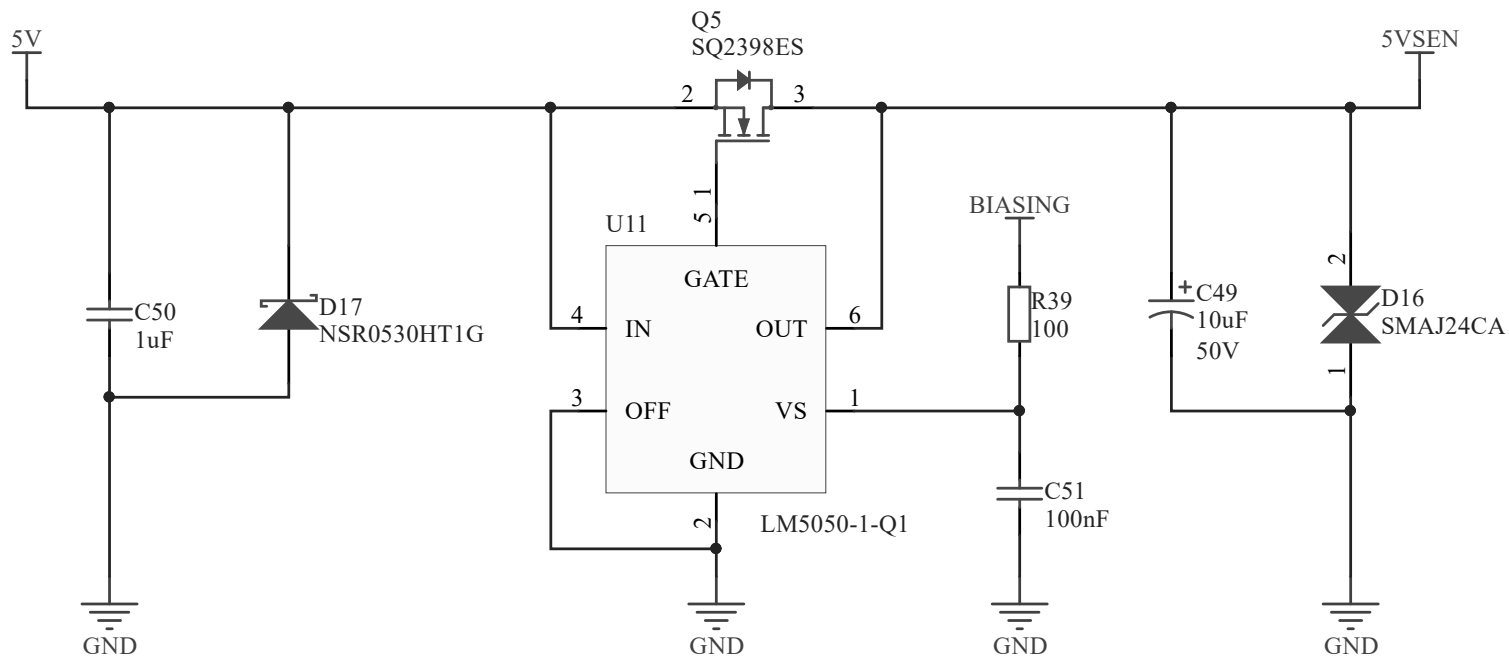 Q5
SQ2398ES
5V
5VSEN
2
3
1
5
U11
BIASING
GATE
4
IN
OUT
6
C50
1uF
D17
NSR0530HT1G
R39
100
+
C49
10uF
50V
2
D16
SMAJ24CA
1
3
OFF
VS
1
GND
2
LM5050-1-Q1
C51
100nF
GND
GND
GND
GND